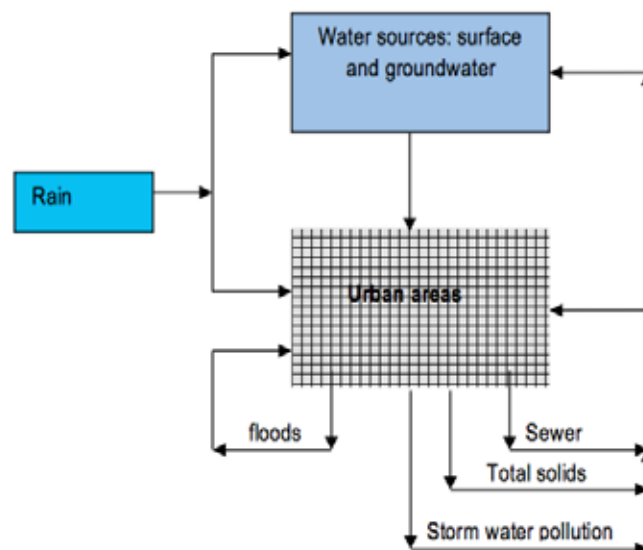 Water sources: surface
and groundwater
Rain
Urban areas
floods
Sewer
Total solids
Storm water pollution